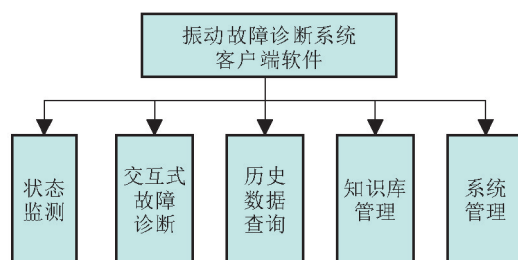 振动故障诊断系统
客户端软件
状态
监测
交互式
故障
诊断
历史
数据
查询
知识库
管理
系统
管理